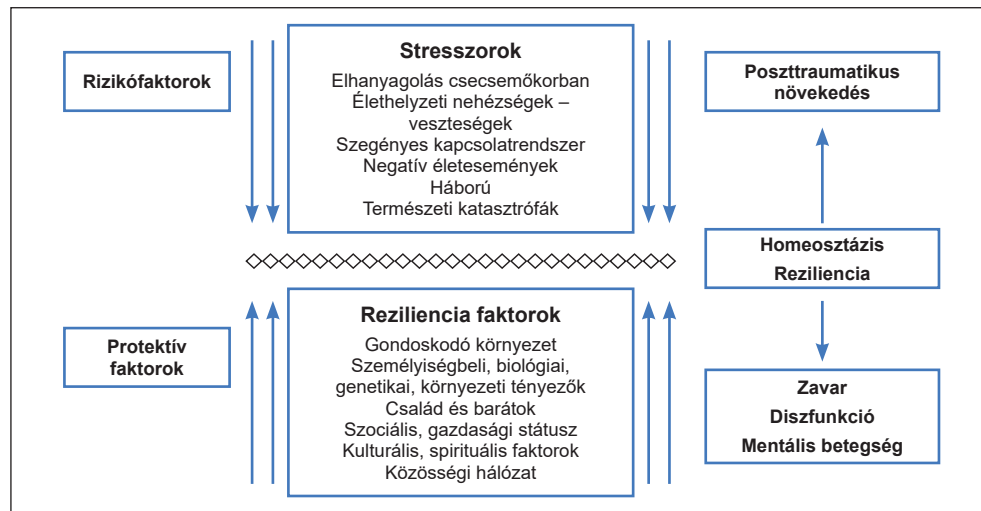 Rizikófaktorok
Stresszorok
Elhanyagolás csecsemőkorban
Élethelyzeti nehézségek –
veszteségek
Szegényes kapcsolatrendszer
Negatív életesemények
Háború
Természeti katasztrófák
Poszttraumatikus
növekedés
Homeosztázis
Reziliencia
Protektív
faktorok
Reziliencia faktorok
Gondoskodó környezet
Személyiségbeli, biológiai,
genetikai, környezeti tényezők
Család és barátok
Szociális, gazdasági státusz
Kulturális, spirituális faktorok
Közösségi hálózat
Zavar
Diszfunkció
Mentális betegség